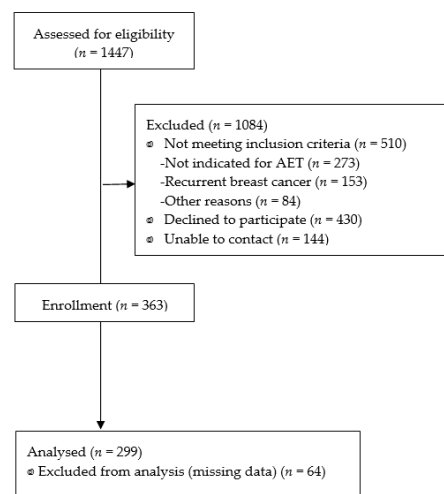 Assessed for eligibility
(n = 1447)
Excluded (n = 1084)
Not meeting inclusion criteria (n = 510)
-Not indicated for AET (n = 273)
-Recurrent breast cancer (n = 153)
-Other reasons (n = 84)
Declined to participate (n = 430)
Unable to contact (n = 144)
Enrollment (n = 363)
Analysed (n = 299)
Excluded from analysis (missing data) (n = 64)